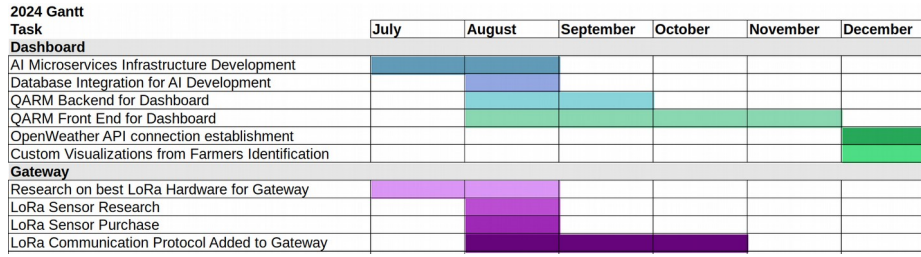 2024 Gantt
Task July August September October November December
Dashboard
AI Microservices Infrastructure Development
Database Integration for AI Development
QARM Backend for Dashboard
QARM Front End for Dashboard
OpenWeather API connection establishment
Custom Visualizations from Farmers Identification
Gateway
Research on best LoRa Hardware for Gateway
LoRa Sensor Research
LoRa Sensor Purchase
LoRa Communication Protocol Added to Gateway